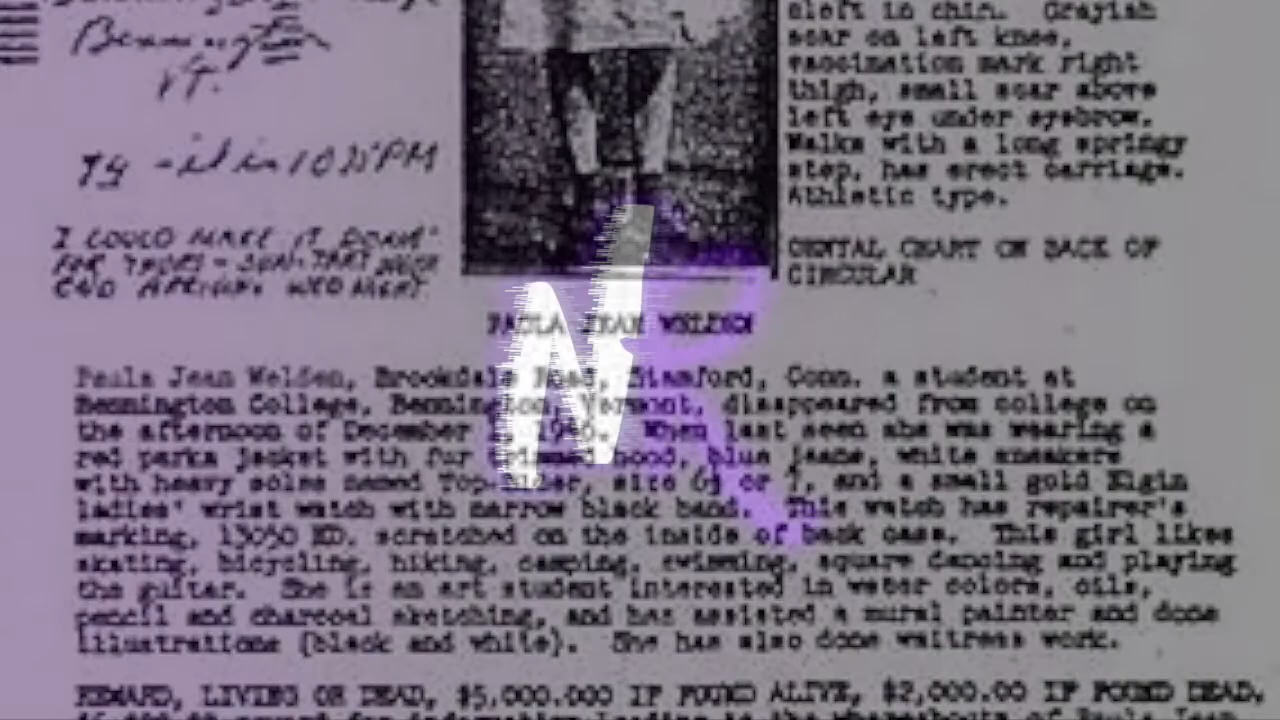 Bennington
VT.
I COULD MAKE IT DOWN
cleft in chin. Grayish
scar on left knee,
vaccination mark right
thigh, small scar above
left eye under eyebrow.
Walks with a long springy
step, has erect carriage.
Athletic type.
DENTAL CHART ON BACK OF
CIRCULAR
N
R
PAULA JEAN WELDEN
Paula Jean Welden, Brookdale Road, Stamford, Conn. a student at
Bennington College, Bennington, Vermont, disappeared from college on
the afternoon of December 1, 1946. When last seen she was wearing a
red parka jacket with fur trimmed hood, blue jeans, white sneakers
with heavy soles named Top-Sider, size 6½ or 7, and a small gold Elgin
ladies' wrist watch with narrow black band. This watch has repairer's
marking, 13050 HD. scratched on the inside of back case. This girl likes
skating, bicycling, hiking, camping, swimming, square dancing and playing
the guitar. She is an art student interested in water colors, oils,
pencil and charcoal sketching, and has assisted a mural painter and done
illustrations (black and white). She has also done waitress work.
REWARD, LIVING OR DEAD, $5,000.000 IF FOUND ALIVE, $2,000.00 IF FOUND DEAD,